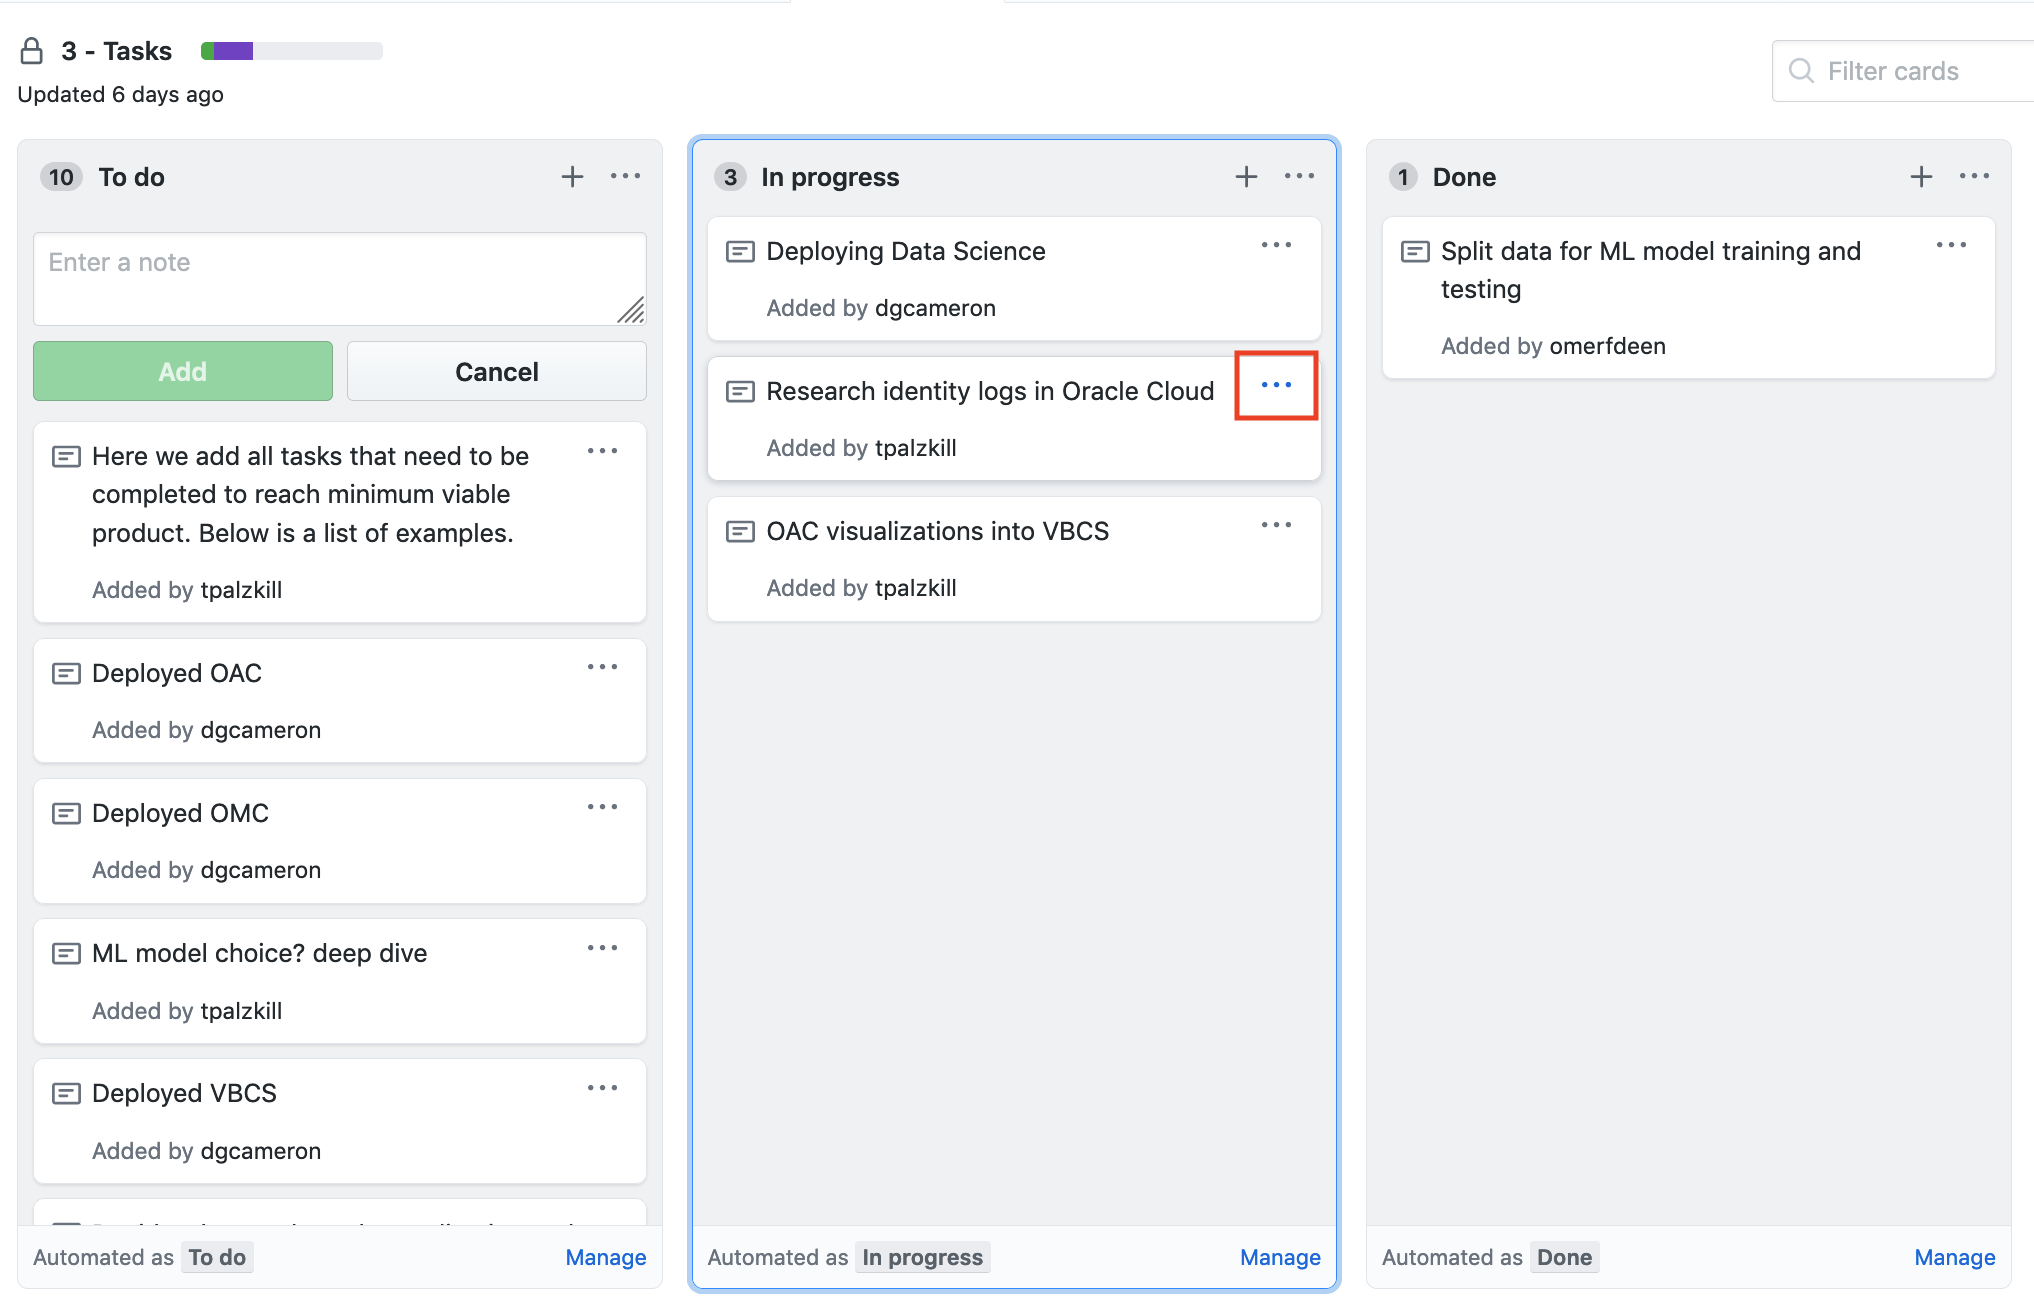 3 - Tasks
Updated 6 days ago
Filter cards
10 To do
Enter a note
Add Cancel
Here we add all tasks that need to be
completed to reach minimum viable
product. Below is a list of examples.
Added by tpalzkill
Deployed OAC
Added by dgcameron
Deployed OMC
Added by dgcameron
ML model choice? deep dive
Added by tpalzkill
Deployed VBCS
Added by dgcameron
Automated as To do Manage
3 In progress
Deploying Data Science
Added by dgcameron
Research identity logs in Oracle Cloud
Added by tpalzkill
OAC visualizations into VBCS
Added by tpalzkill
Automated as In progress Manage
1 Done
Split data for ML model training and
testing
Added by omerfdeen
Automated as Done Manage